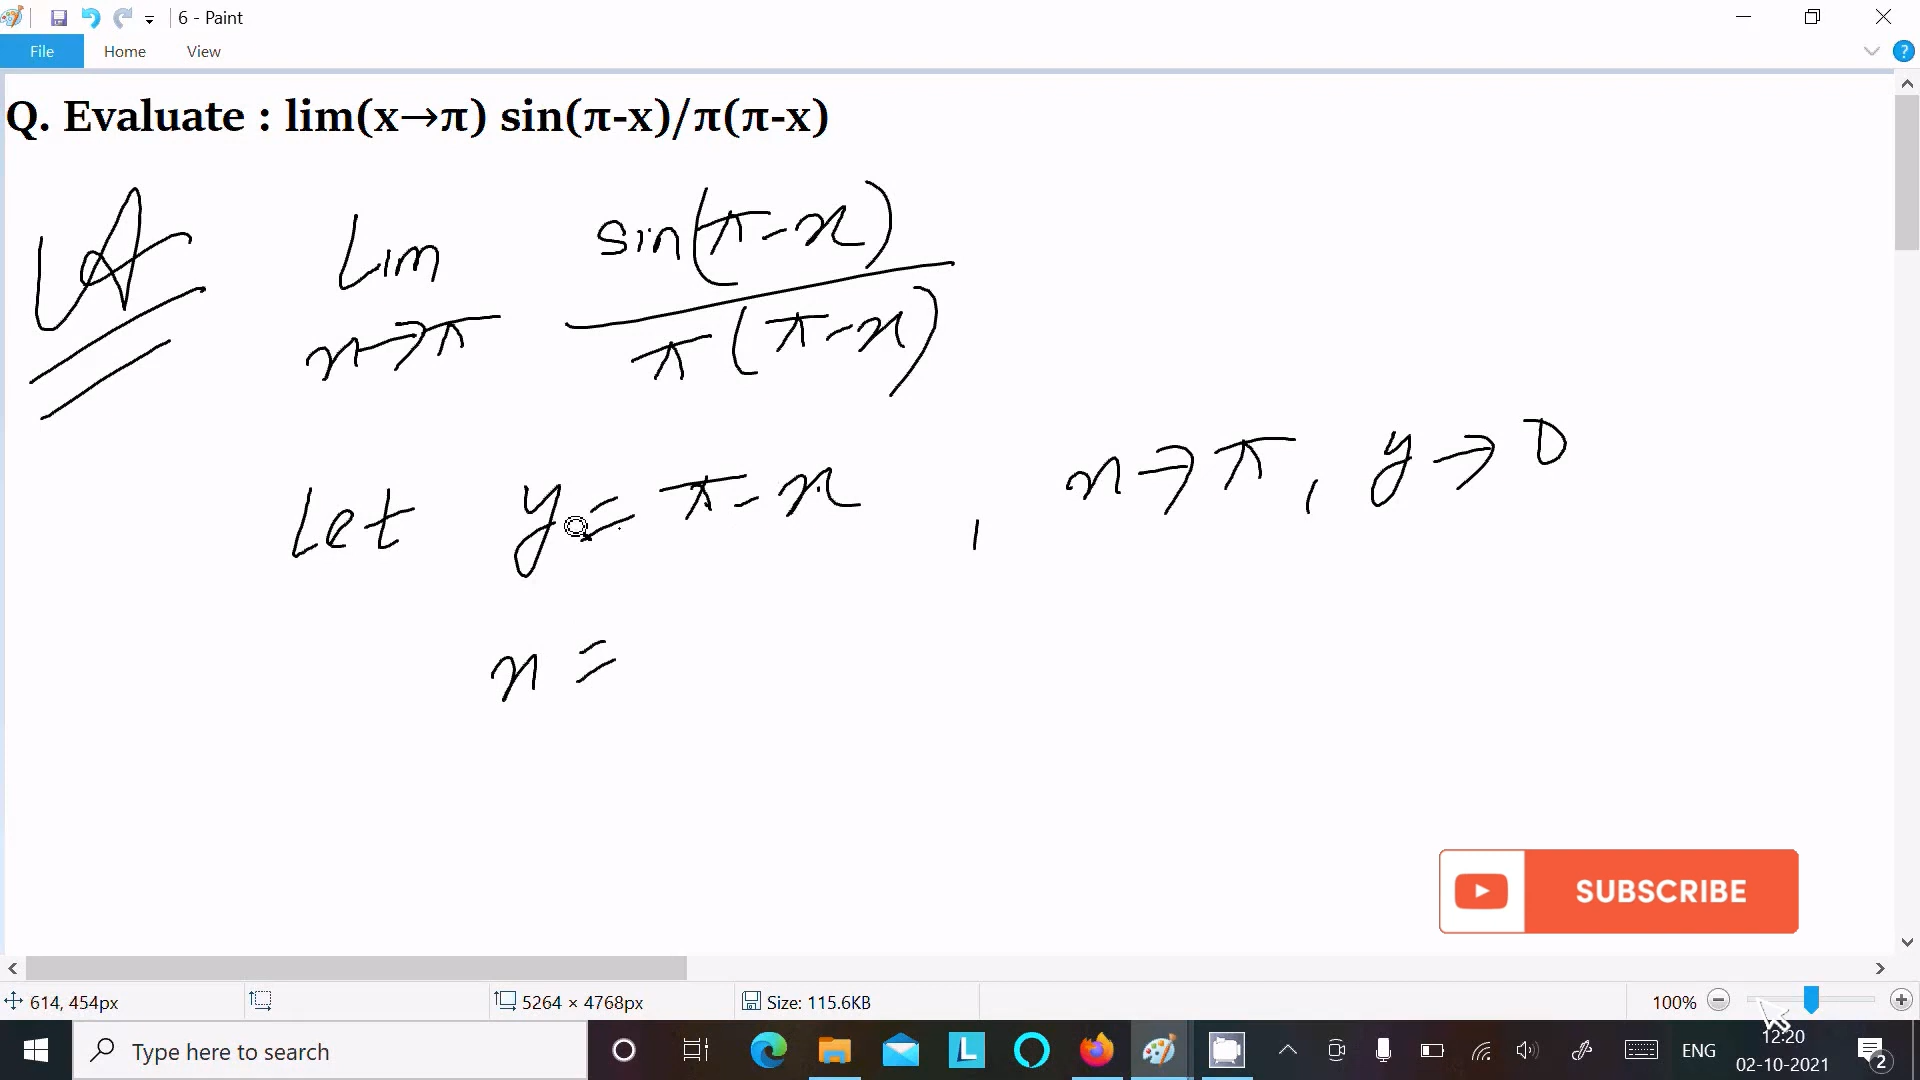 6 - Paint
File Home View
Q. Evaluate : lim(x→π) sin(π-x)/π(π-x)
A Lim x→π sin(π-x)
π(π-x)
Let y = π-x , x→π, y→0
x =
SUBSCRIBE
614, 454px 5264 × 4768px Size: 115.6KB 100%
Type here to search L ENG 12:20
02-10-2021 2